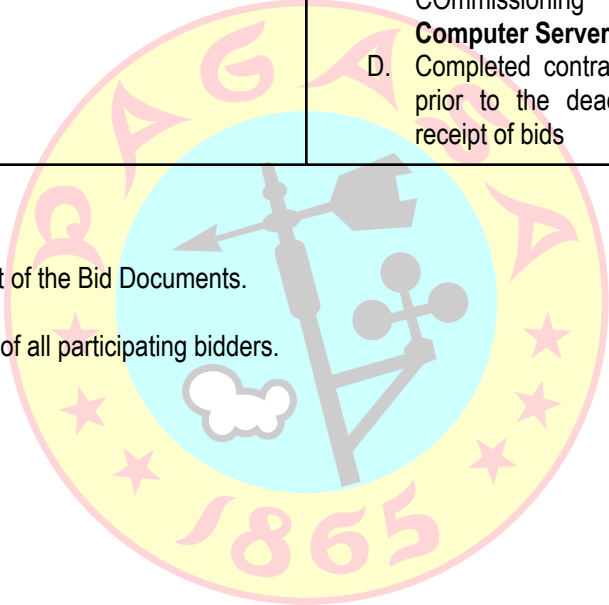 COmmissioning
Computer Server
D. Completed contra
prior to the dead
receipt of bids
t of the Bid Documents.
of all participating bidders.
PAGASA
1865